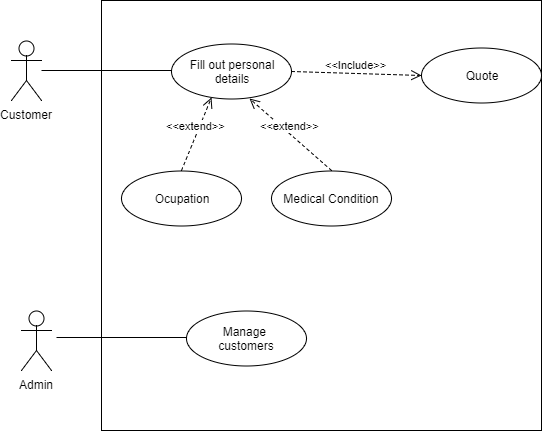 Fill out personal
details
<<Include>>
Quote
Customer
<<extend>>
<<extend>>
Ocupation
Medical Condition
Manage
customers
Admin